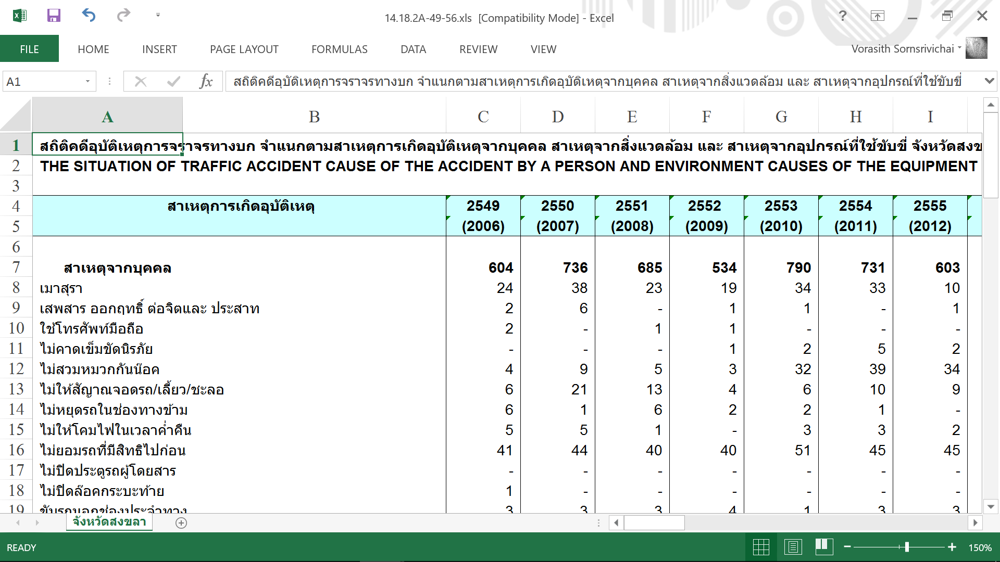 14.18.2A-49-56.xls [Compatibility Mode] - Excel
?
FILE HOME INSERT PAGE LAYOUT FORMULAS DATA REVIEW VIEW Vorasith Sornsrivichai
A1 fx สถิติคดีอุบัติเหตุการจราจรทางบก จำแนกตามสาเหตุการเกิดอุบัติเหตุจากบุคคล สาเหตุจากสิ่งแวดล้อม และ สาเหตุจากอุปกรณ์ที่ใช้ขับขี่
A B C D E F G H I
1 สถิติคดีอุบัติเหตุการจราจรทางบก จำแนกตามสาเหตุการเกิดอุบัติเหตุจากบุคคล สาเหตุจากสิ่งแวดล้อม และ สาเหตุจากอุปกรณ์ที่ใช้ขับขี่ จังหวัดสงข
2 THE SITUATION OF TRAFFIC ACCIDENT CAUSE OF THE ACCIDENT BY A PERSON AND ENVIRONMENT CAUSES OF THE EQUIPMENT
3
4 สาเหตุการเกิดอุบัติเหตุ 2549 2550 2551 2552 2553 2554 2555
5 (2006) (2007) (2008) (2009) (2010) (2011) (2012)
6
7 สาเหตุจากบุคคล 604 736 685 534 790 731 603
8 เมาสุรา 24 38 23 19 34 33 10
9 เสพสาร ออกฤทธิ์ ต่อจิตและ ประสาท 2 6 - 1 1 - 1
10 ใช้โทรศัพท์มือถือ 2 - 1 1 - - -
11 ไม่คาดเข็มขัดนิรภัย - - - 1 2 5 2
12 ไม่สวมหมวกกันน๊อค 4 9 5 3 32 39 34
13 ไม่ให้สัญาณจอดรถ/เลี้ยว/ชะลอ 6 21 13 4 6 10 9
14 ไม่หยุดรถในช่องทางข้าม 6 1 6 2 2 1 -
15 ไม่ให้โคมไฟในเวลาค่ำคืน 5 5 1 - 3 3 2
16 ไม่ยอมรถที่มีสิทธิไปก่อน 41 44 40 40 51 45 45
17 ไม่ปิดประตูรถผู้โดยสาร - - - - - - -
18 ไม่ปิดล๊อคกระบะท้าย 1 - - - - - -
19 ขับรถนอกช่องประจำทาง 3 3 3 4 1 3 3
จังหวัดสงขลา
READY 150%